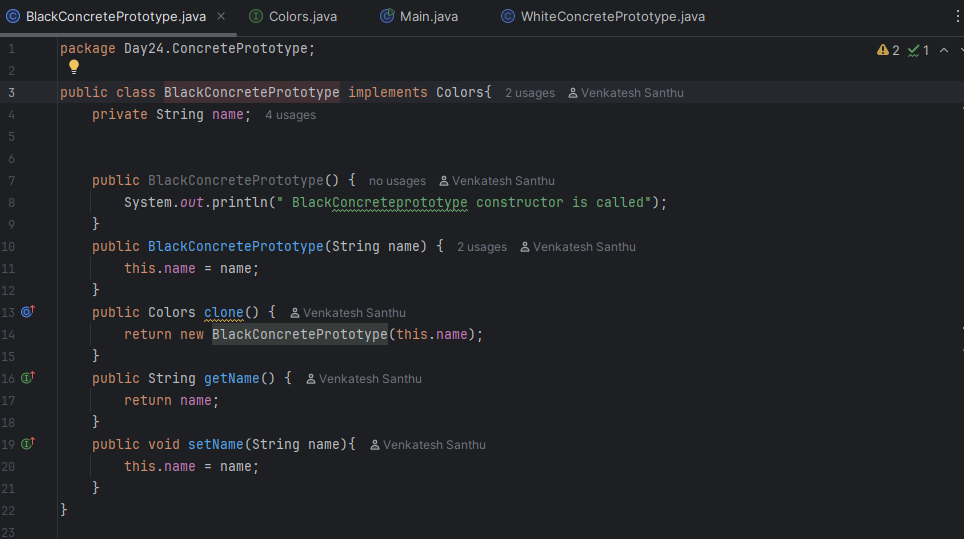 BlackConcretePrototype.java × Colors.java Main.java WhiteConcretePrototype.java
1 package Day24.ConcretePrototype; 2 1
2
3 public class BlackConcretePrototype implements Colors{ 2 usages Venkatesh Santhu
4 private String name; 4 usages
5
6
7 public BlackConcretePrototype() { no usages Venkatesh Santhu
8 System.out.println(" BlackConcreteprototype constructor is called");
9 }
10 public BlackConcretePrototype(String name) { 2 usages Venkatesh Santhu
11 this.name = name;
12 }
13 public Colors clone() { Venkatesh Santhu
14 return new BlackConcretePrototype(this.name);
15 }
16 public String getName() { Venkatesh Santhu
17 return name;
18 }
19 public void setName(String name){ Venkatesh Santhu
20 this.name = name;
21 }
22 }
23